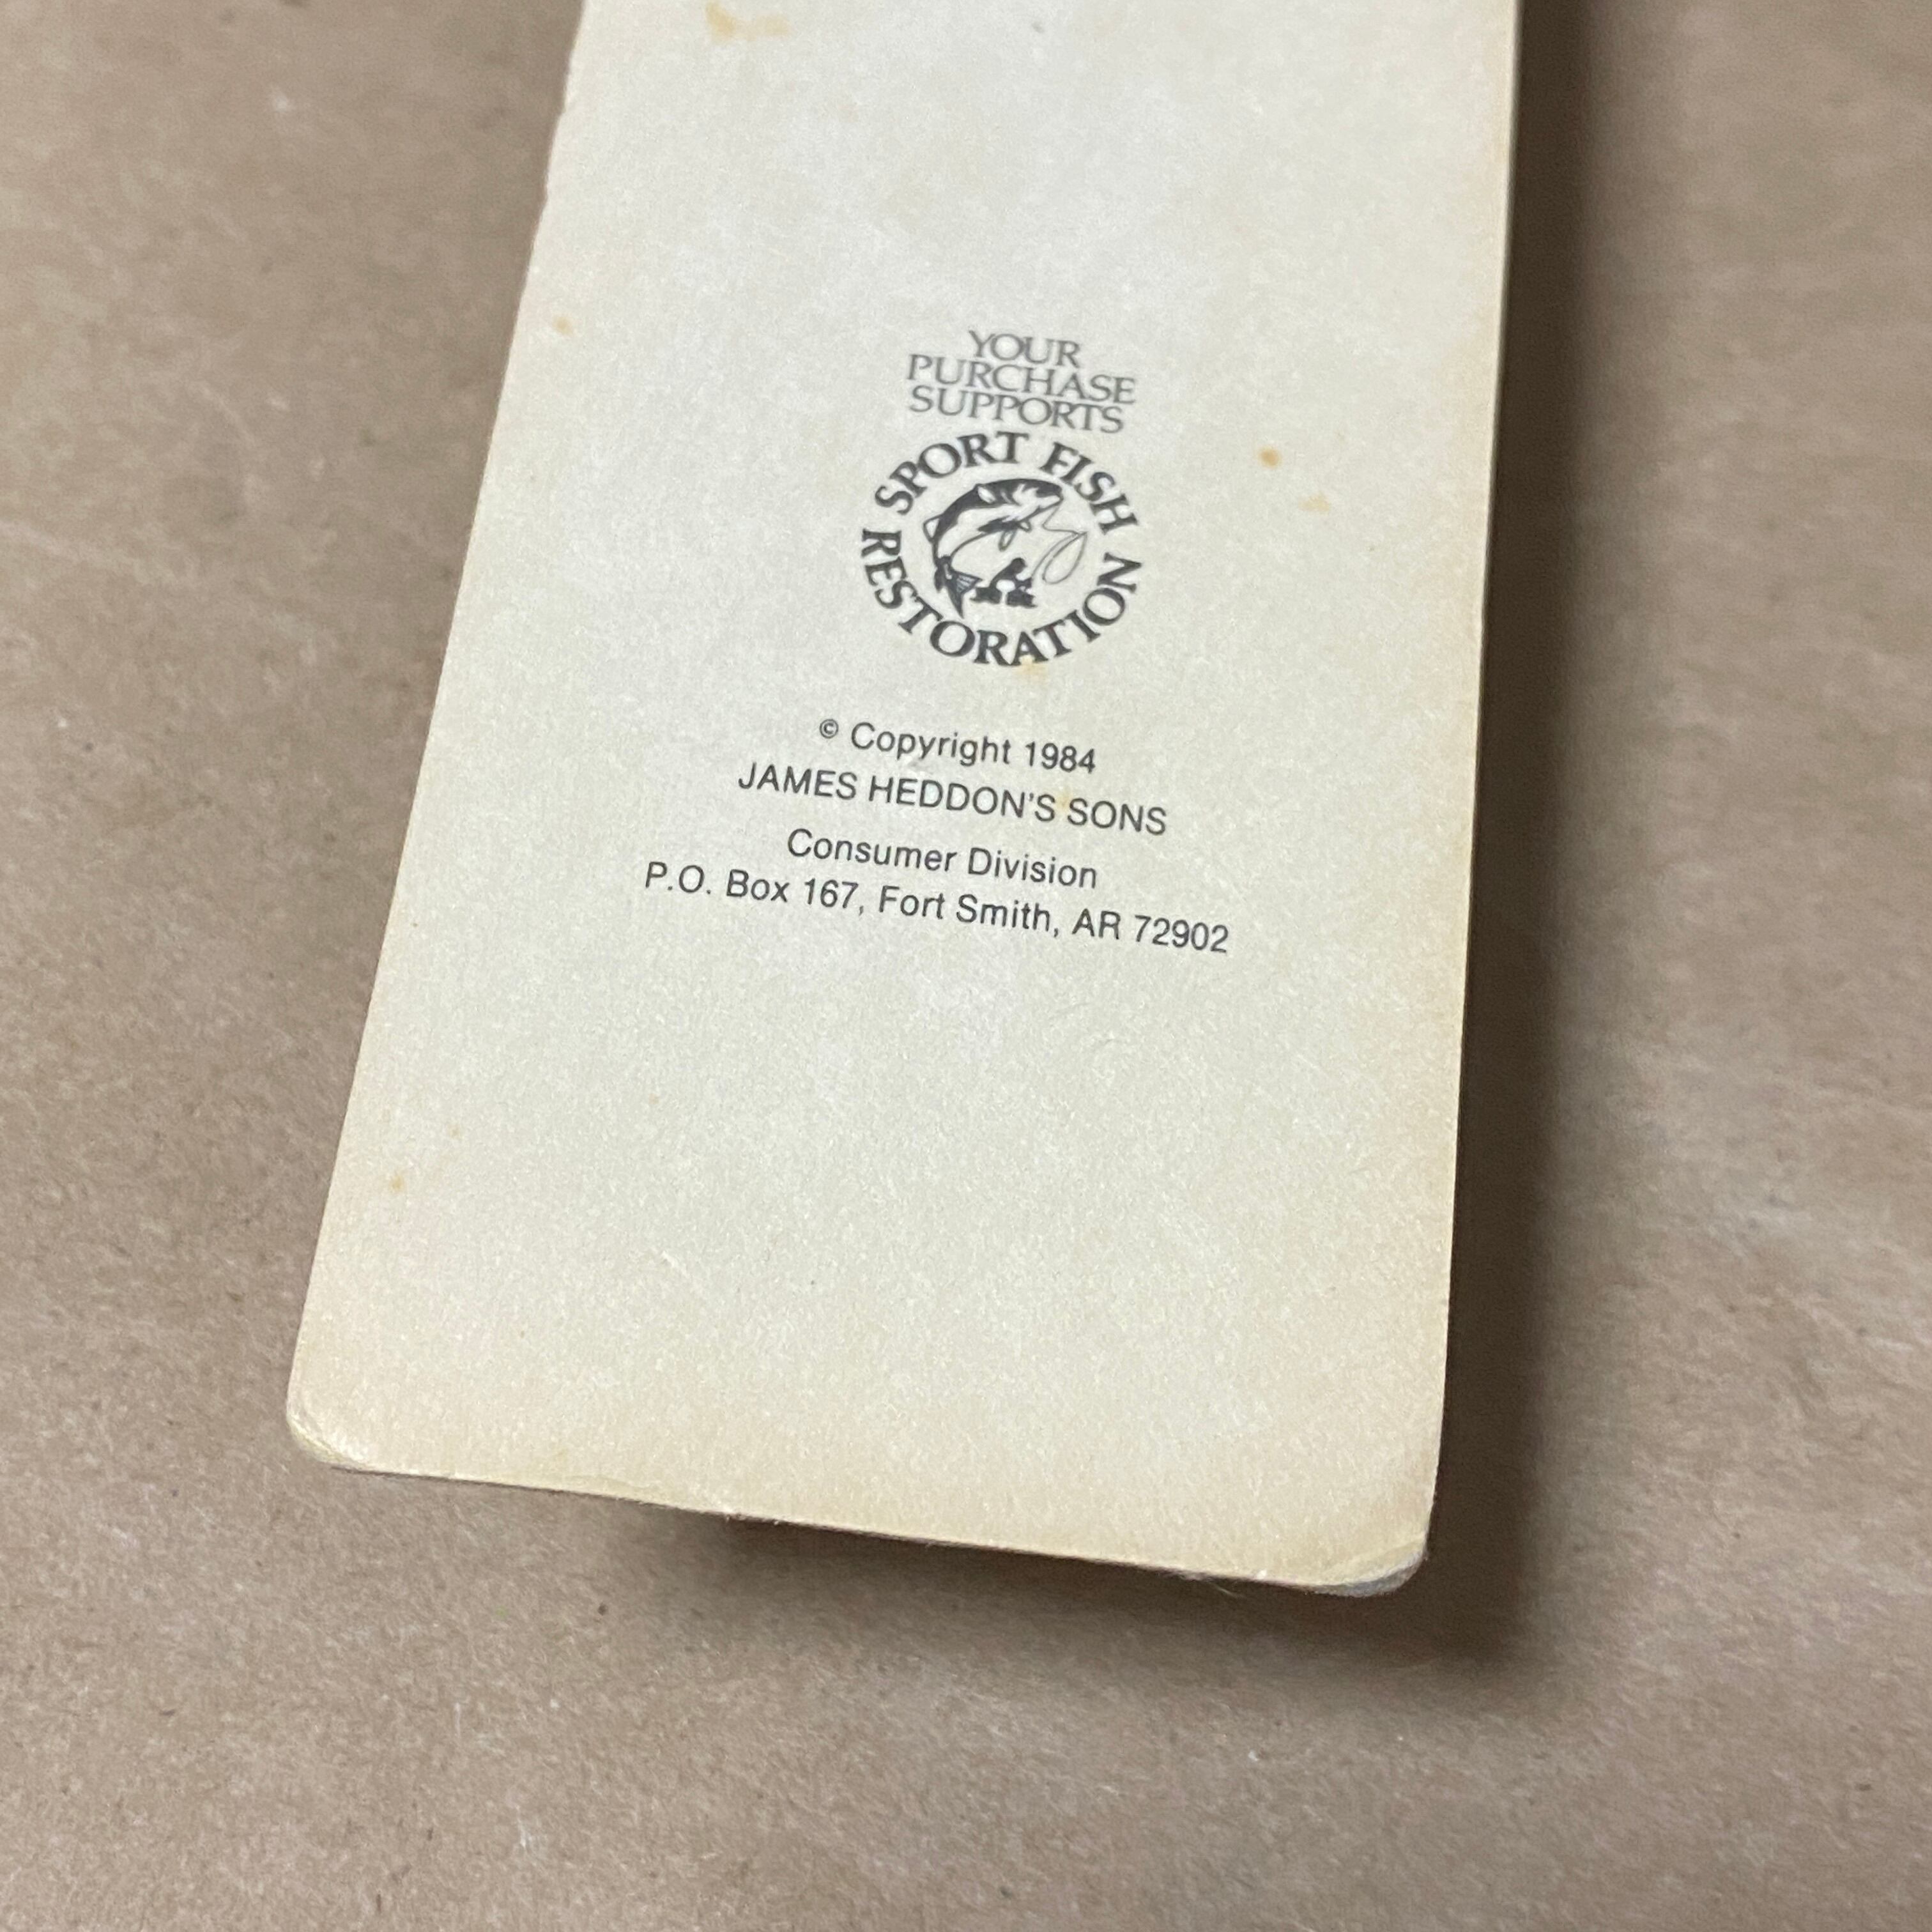 YOUR
PURCHASE
SUPPORTS
SPORT FISH
RESTORATION
© Copyright 1984
JAMES HEDDON'S SONS
Consumer Division
P.O. Box 167, Fort Smith, AR 72902